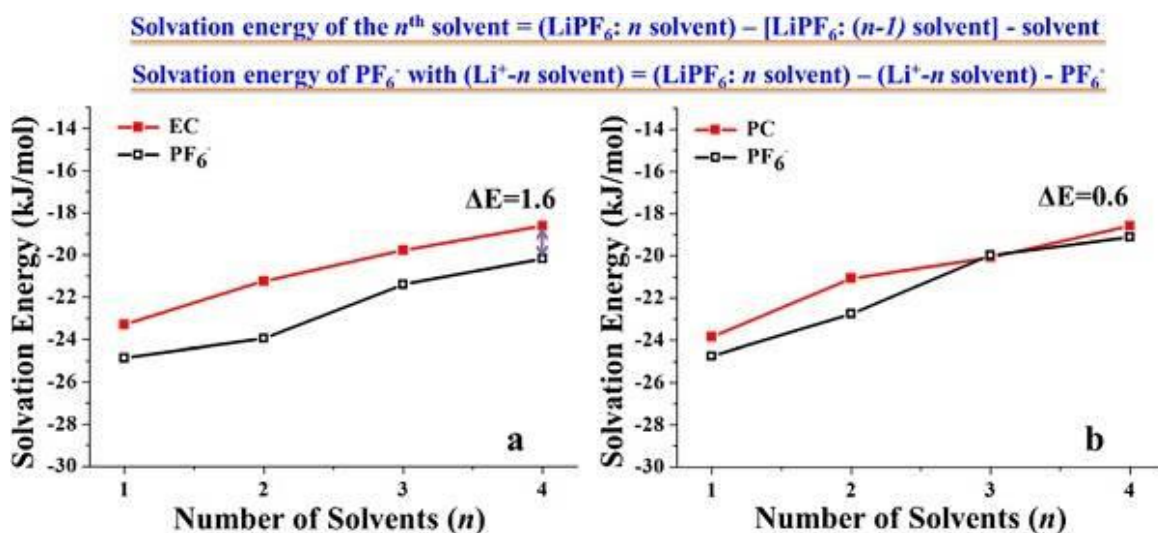 Solvation energy of the nth solvent = (LiPF6: n solvent) – [LiPF6: (n-1) solvent] - solvent
Solvation energy of PF6- with (Li+-n solvent) = (LiPF6: n solvent) – (Li+-n solvent) - PF6-
Solvation Energy (kJ/mol)
-14
-16
-18
-20
-22
-24
-26
-28
-30
EC
PF6-
ΔE=1.6
a
1 2 3 4
Number of Solvents (n)
Solvation Energy (kJ/mol)
-14
-16
-18
-20
-22
-24
-26
-28
-30
PC
PF6-
ΔE=0.6
b
1 2 3 4
Number of Solvents (n)